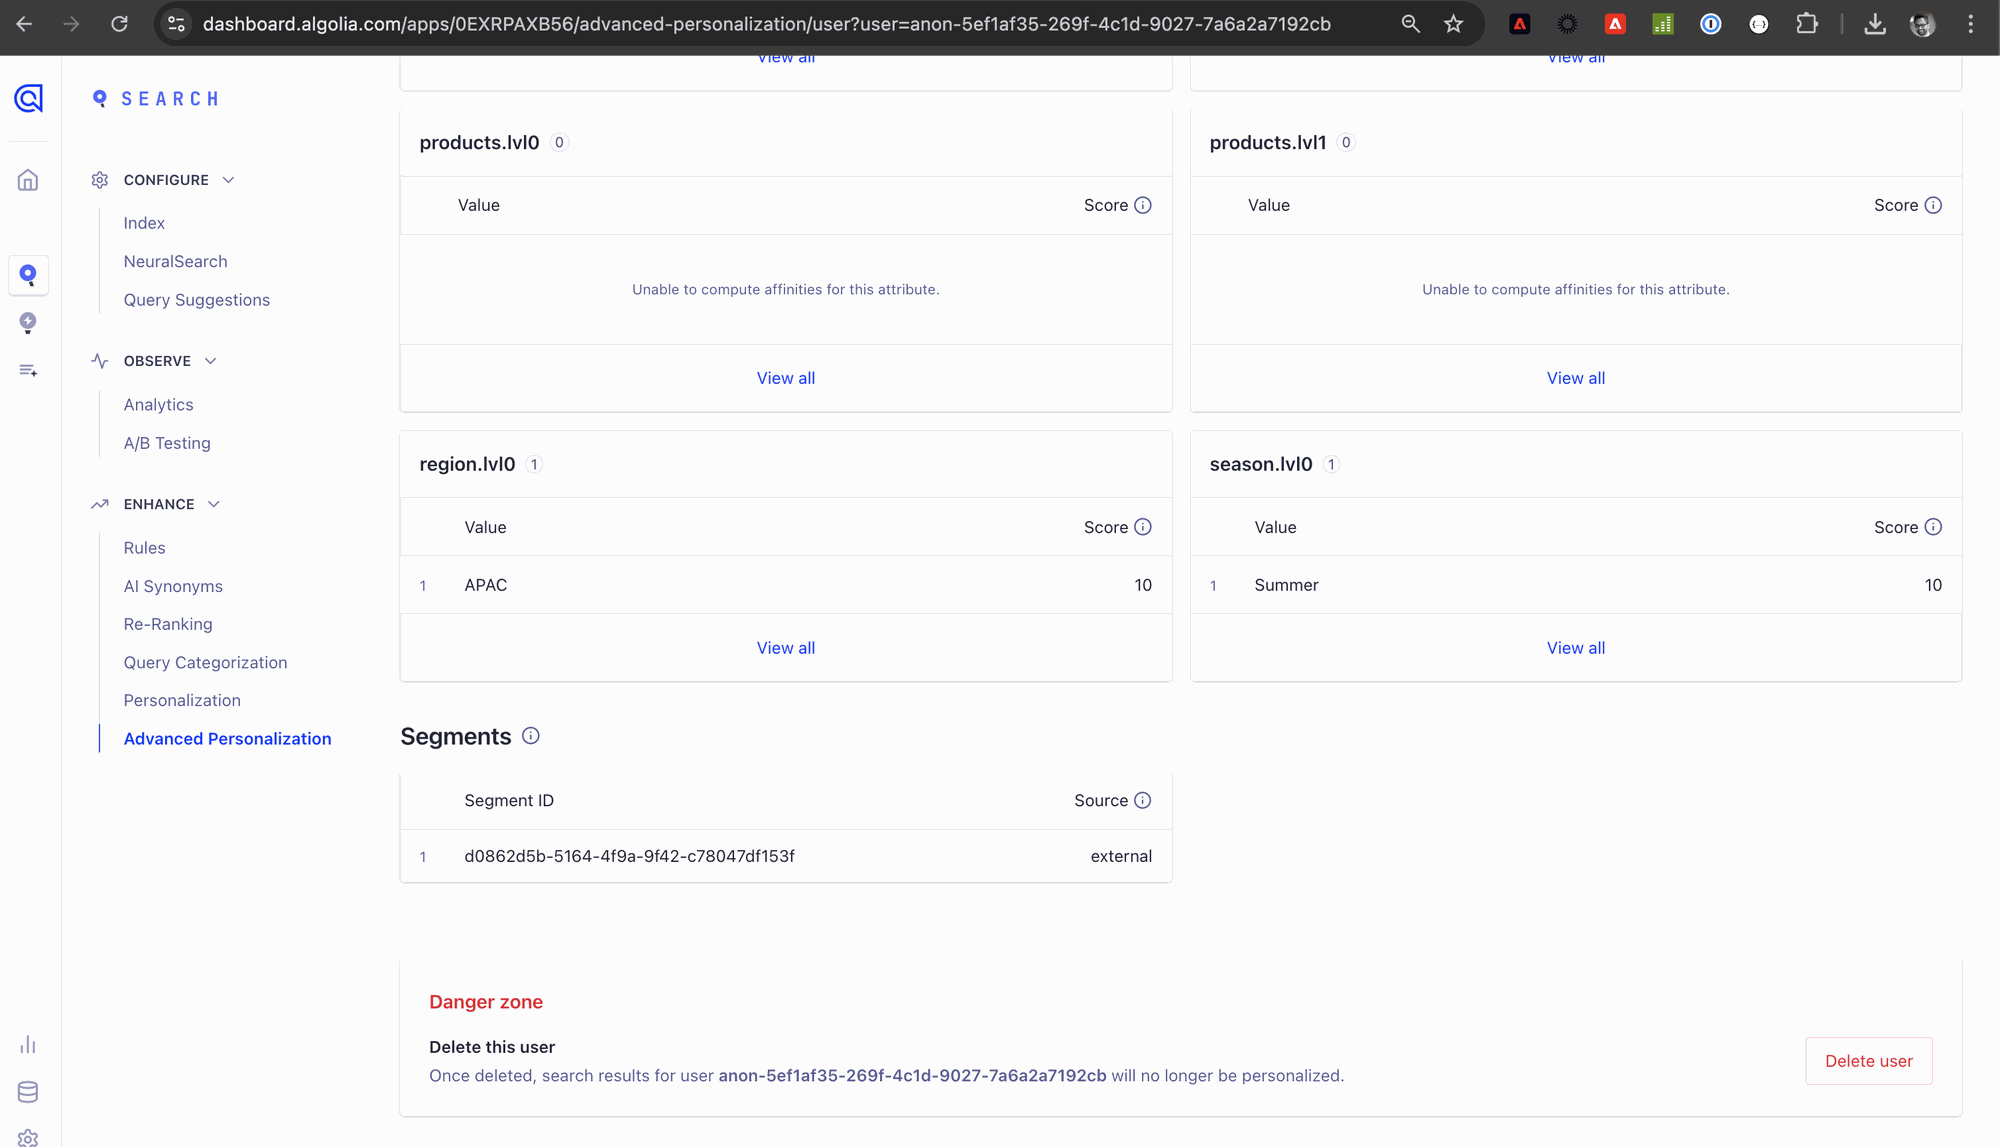 dashboard.algolia.com/apps/0EXRPAXB56/advanced-personalization/user?user=anon-5ef1af35-269f-4c1d-9027-7a6a2a7192cb
SEARCH
CONFIGURE
Index
NeuralSearch
Query Suggestions
OBSERVE
Analytics
A/B Testing
ENHANCE
Rules
AI Synonyms
Re-Ranking
Query Categorization
Personalization
Advanced Personalization
View all
View all
products.lvl0 0
Value Score
Unable to compute affinities for this attribute.
View all
products.lvl1 0
Value Score
Unable to compute affinities for this attribute.
View all
region.lvl0 1
Value Score
1 APAC 10
View all
season.lvl0 1
Value Score
1 Summer 10
View all
Segments
Segment ID Source
1 d0862d5b-5164-4f9a-9f42-c78047df153f external
Danger zone
Delete this user
Once deleted, search results for user anon-5ef1af35-269f-4c1d-9027-7a6a2a7192cb will no longer be personalized.
Delete user